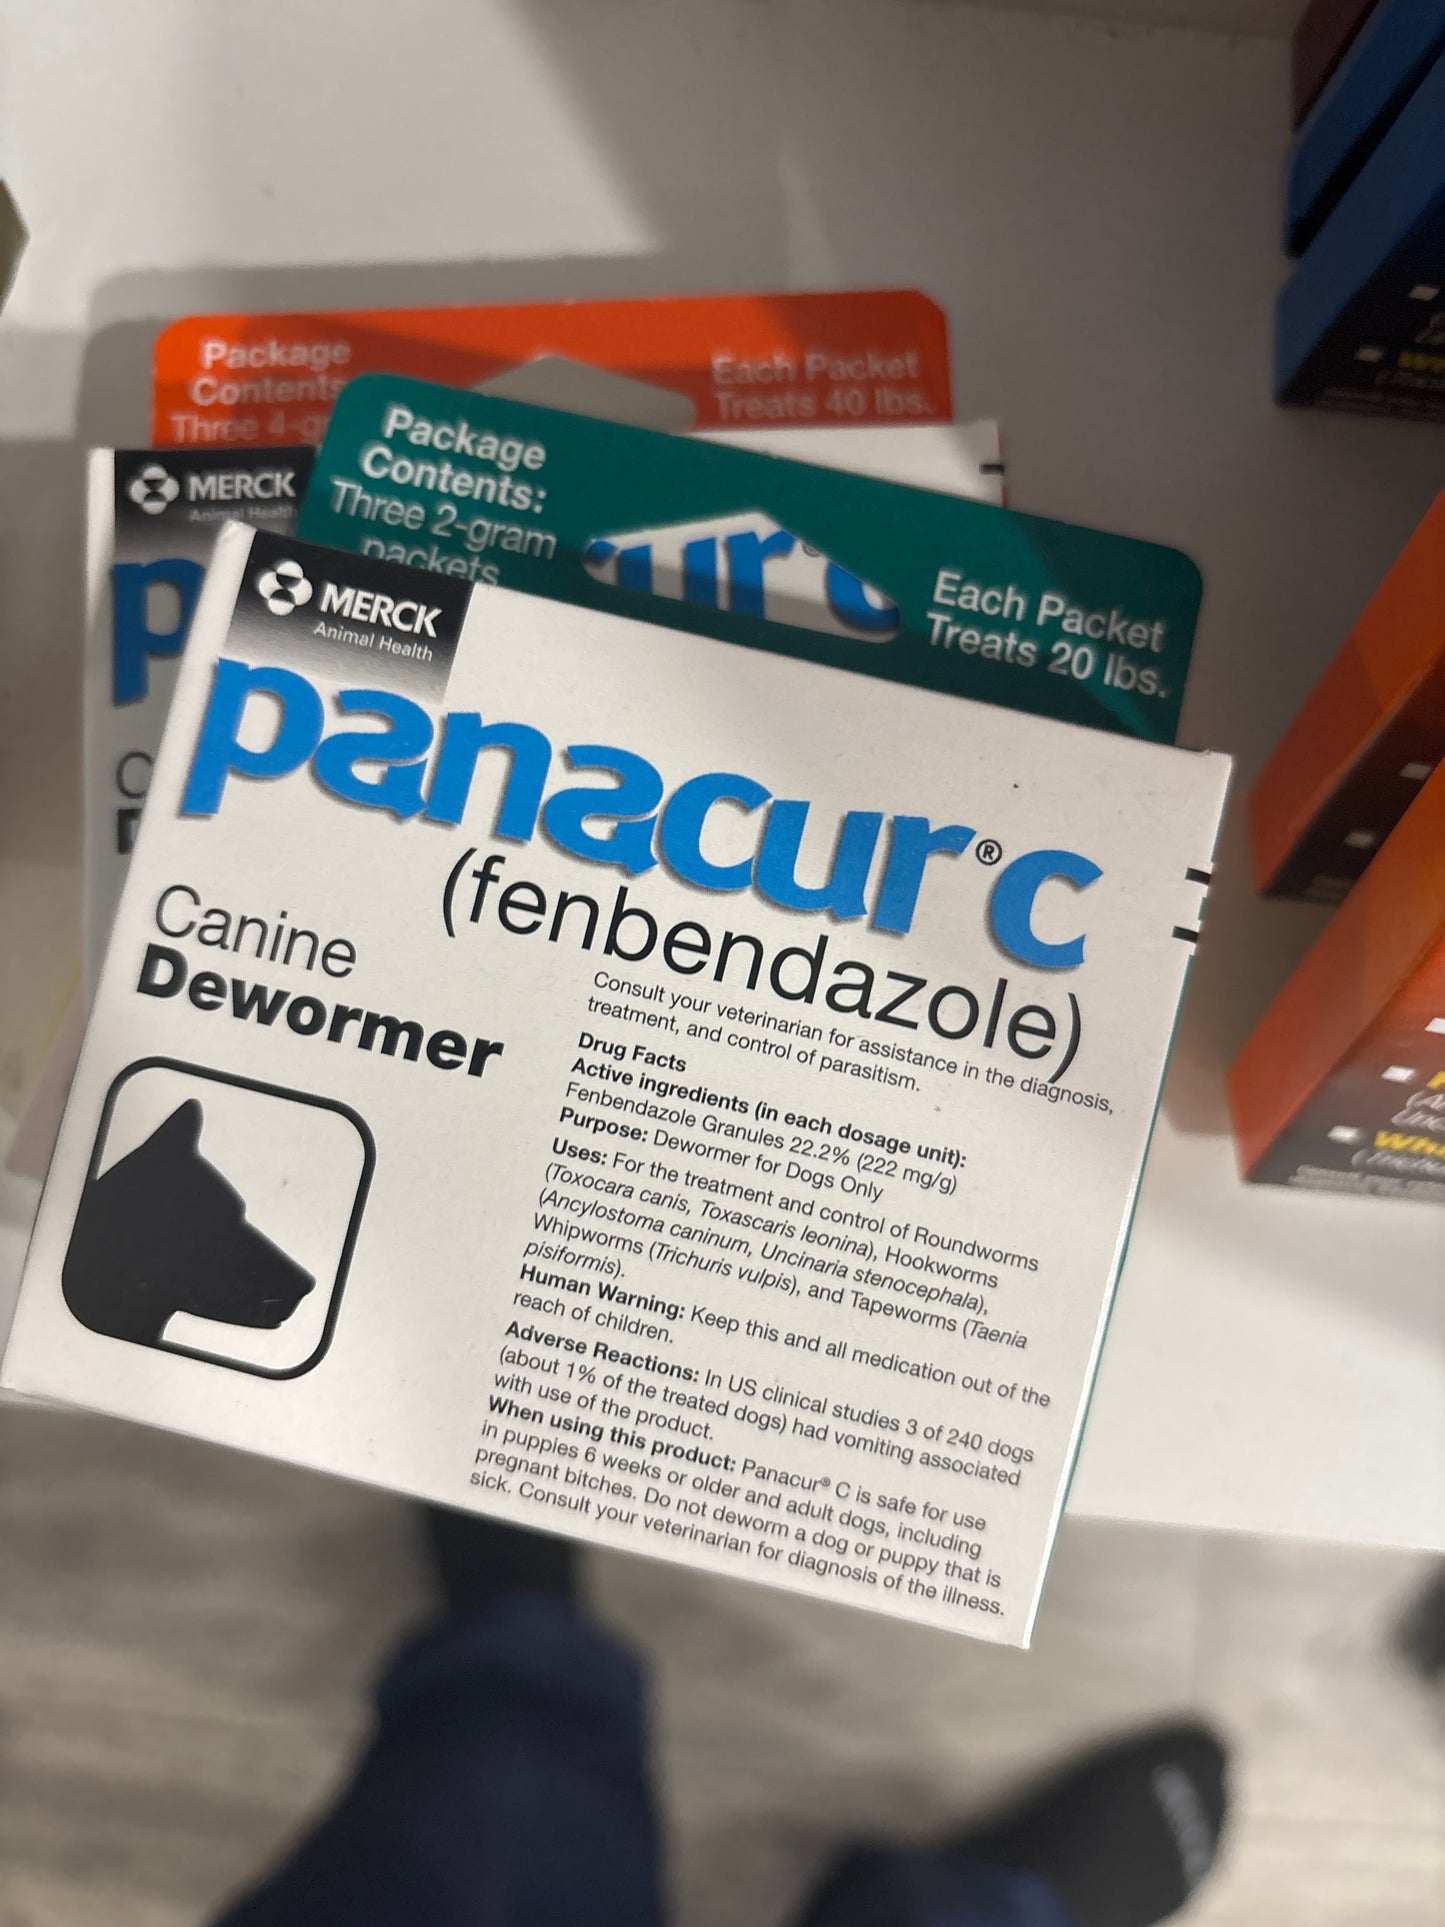 Package
Contents
Three 4-g
Each Packet
Treats 40 lbs.
MERCK
Animal Health
p
C
Package
Contents:
Three 2-gram
packets
cur®c
Each Packet
Treats 20 lbs.
MERCK
Animal Health
panacur®c
(fenbendazole)
Canine
Dewormer
Consult your veterinarian for assistance in the diagnosis,
treatment, and control of parasitism.
Drug Facts
Active ingredients (in each dosage unit):
Fenbendazole Granules 22.2% (222 mg/g)
Purpose: Dewormer for Dogs Only
Uses: For the treatment and control of Roundworms
(Toxocara canis, Toxascaris leonina), Hookworms
(Ancylostoma caninum, Uncinaria stenocephala),
Whipworms (Trichuris vulpis), and Tapeworms (Taenia
pisiformis).
Human Warning: Keep this and all medication out of the
reach of children.
Adverse Reactions: In US clinical studies 3 of 240 dogs
(about 1% of the treated dogs) had vomiting associated
with use of the product.
When using this product: Panacur® C is safe for use
in puppies 6 weeks or older and adult dogs, including
pregnant bitches. Do not deworm a dog or puppy that is
sick. Consult your veterinarian for diagnosis of the illness.